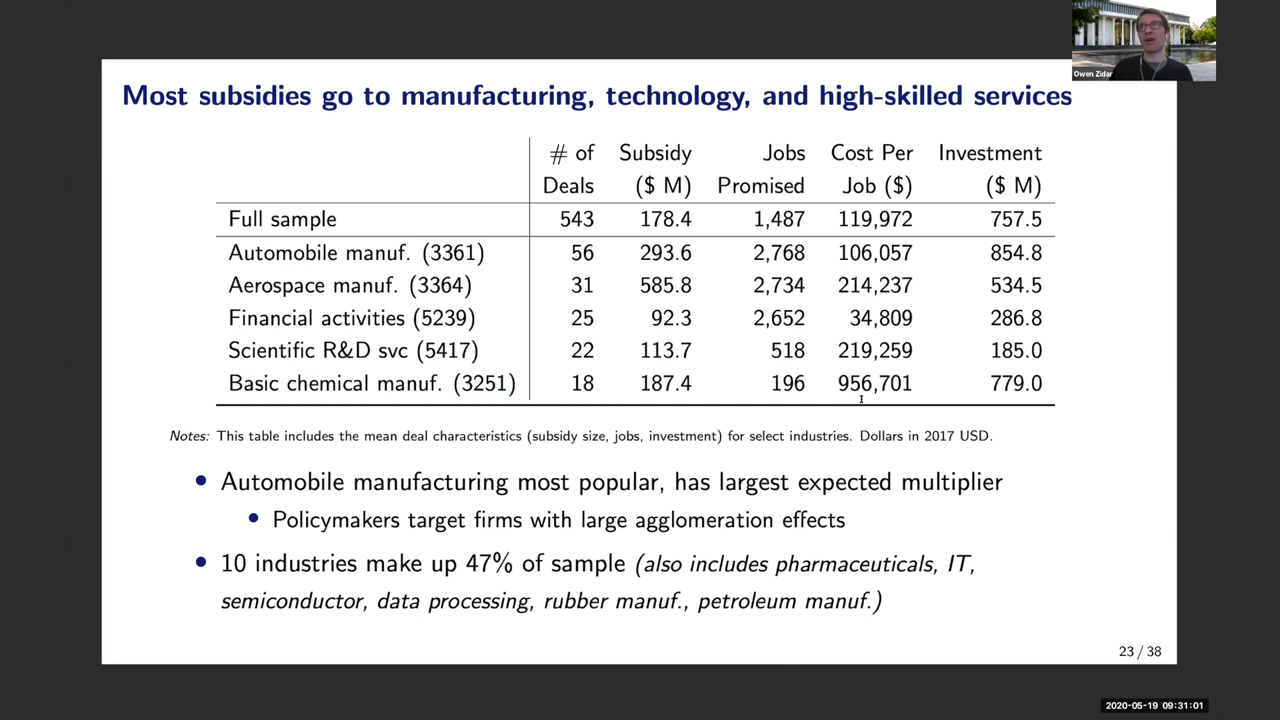 Owen Zidar
Most subsidies go to manufacturing, technology, and high-skilled services
# of Subsidy Jobs Cost Per Investment
Deals ($ M) Promised Job ($) ($ M)
Full sample 543 178.4 1,487 119,972 757.5
Automobile manuf. (3361) 56 293.6 2,768 106,057 854.8
Aerospace manuf. (3364) 31 585.8 2,734 214,237 534.5
Financial activities (5239) 25 92.3 2,652 34,809 286.8
Scientific R&D svc (5417) 22 113.7 518 219,259 185.0
Basic chemical manuf. (3251) 18 187.4 196 956,701 779.0
Notes: This table includes the mean deal characteristics (subsidy size, jobs, investment) for select industries. Dollars in 2017 USD.
• Automobile manufacturing most popular, has largest expected multiplier
• Policymakers target firms with large agglomeration effects
• 10 industries make up 47% of sample (also includes pharmaceuticals, IT,
semiconductor, data processing, rubber manuf., petroleum manuf.)
23 / 38
2020-05-19 09:31:01